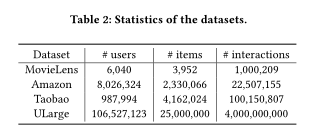 Table 2: Statistics of the datasets.
Dataset # users # items # interactions
MovieLens 6,040 3,952 1,000,209
Amazon 8,026,324 2,330,066 22,507,155
Taobao 987,994 4,162,024 100,150,807
ULarge 106,527,123 25,000,000 4,000,000,000